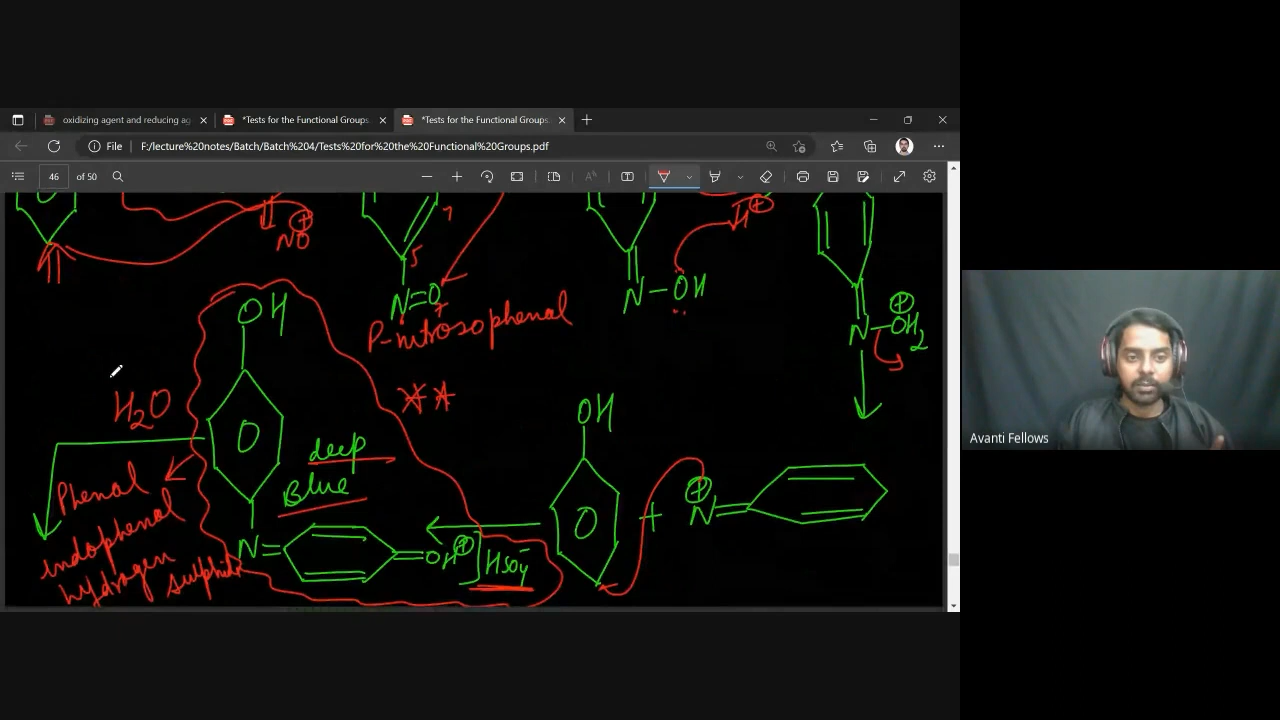 oxidizing agent and reducing ag
*Tests for the Functional Groups.
*Tests for the Functional Groups.
File
F:/lecture%20notes/Batch/Batch%204/Tests%20for%20the%20Functional%20Groups.pdf
46 of 50
NO
5
N=O
P-nitrosophenol
N-OH
H
N-OH2
OH
H2O
deep
Blue
Phenol
indophenol
hydrogen
sulphide
N
OH
HSO4-
OH
+
N
Avanti Fellows